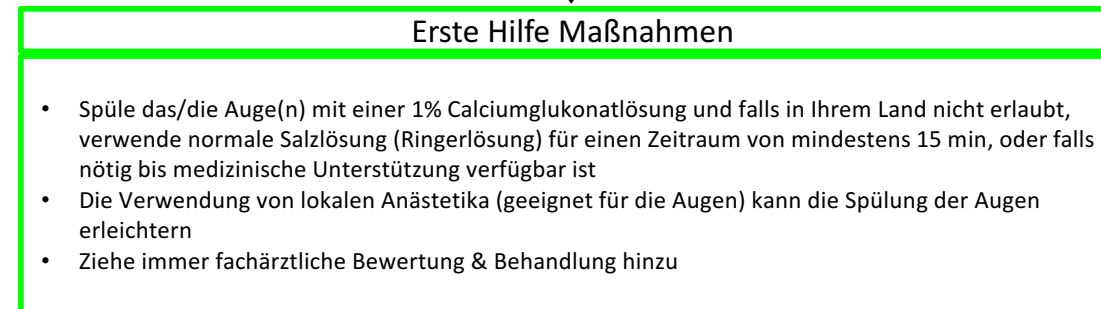 Erste Hilfe Maßnahmen
• Spüle das/die Auge(n) mit einer 1% Calciumglukonatlösung und falls in Ihrem Land nicht erlaubt,
verwende normale Salzlösung (Ringerlösung) für einen Zeitraum von mindestens 15 min, oder falls
nötig bis medizinische Unterstützung verfügbar ist
• Die Verwendung von lokalen Anästetika (geeignet für die Augen) kann die Spülung der Augen
erleichtern
• Ziehe immer fachärztliche Bewertung & Behandlung hinzu